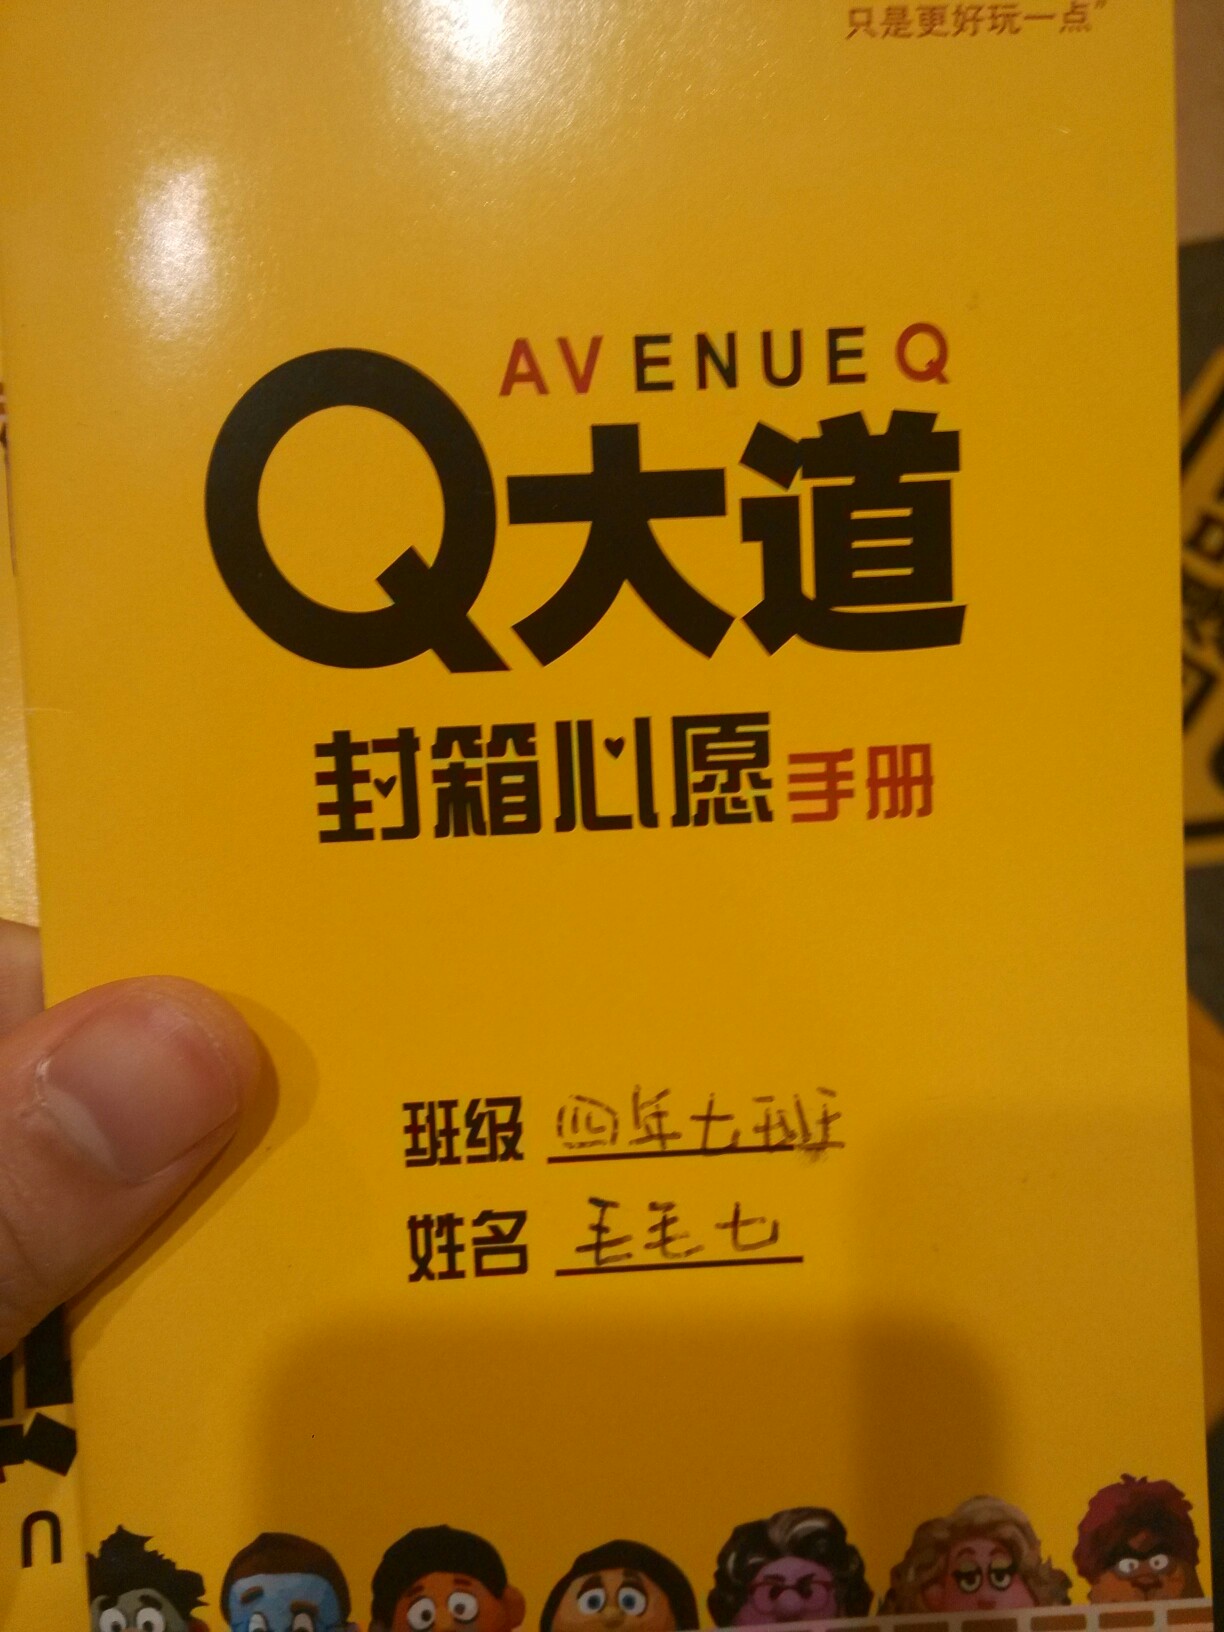 只是更好玩一点"
AVENUE Q
Q大道
封箱心愿手册
班级 四年七班
姓名 毛毛七
n